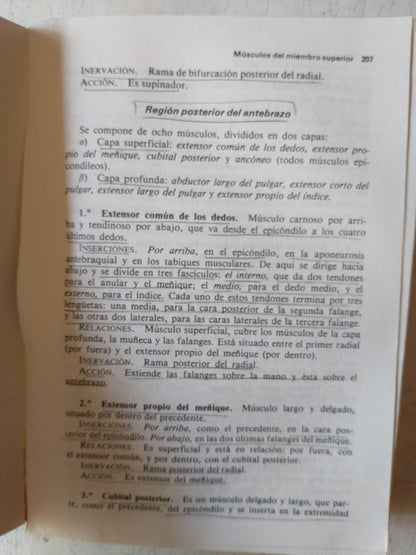 Músculos del miembro superior 207
INERVACIÓN. Rama de bifurcación posterior del radial.
ACCIÓN. Es supinador.
Región posterior del antebrazo
Se compone de ocho músculos, divididos en dos capas:
α) Capa superficial: extensor común de los dedos, extensor pro-
pio del meñique, cubital posterior y ancóneo (todos músculos epi-
condíleos).
β) Capa profunda: abductor largo del pulgar, extensor corto del
pulgar, extensor largo del pulgar y extensor propio del índice.
1.º Extensor común de los dedos. Músculo carnoso por arri-
ba y tendinoso por abajo, que va desde el epicóndilo a los cuatro
últimos dedos.
INSERCIONES. Por arriba, en el epicóndilo, en la aponeurosis
antebraquial y en los tabiques musculares. De aquí se dirige hacia
abajo y se divide en tres fascículos: el interno, que da dos tendones
para el anular y el meñique; el medio, para el dedo medio, y el
externo, para el índice. Cada uno de estos tendones termina por tres
lengüetas: una media, para la cara posterior de la segunda falange,
y las otras dos laterales, para las caras laterales de la tercera falange.
RELACIONES. Músculo superficial, cubre los músculos de la capa
profunda, la muñeca y las falanges. Está situado entre el primer radial
(por fuera) y el extensor propio del meñique (por dentro).
INERVACIÓN. Rama posterior del radial.
ACCIÓN. Extiende las falanges sobre la mano y ésta sobre el
antebrazo.
2.º Extensor propio del meñique. Músculo largo y delgado,
situado por dentro del precedente.
INSERCIONES. Por arriba, como el precedente, en la cara pos-
terior del epicóndilo. Por abajo, en las dos últimas falanges del meñique.
RELACIONES. Es superficial y está en relación: por fuera, con
el extensor común, y por dentro, con el cubital posterior.
INERVACIÓN. Rama posterior del radial.
ACCIÓN. Es extensor del meñique.
3.º Cubital posterior. Es un músculo delgado y largo, que par-
te, como el precedente, del epicóndilo y se inserta en la extremidad